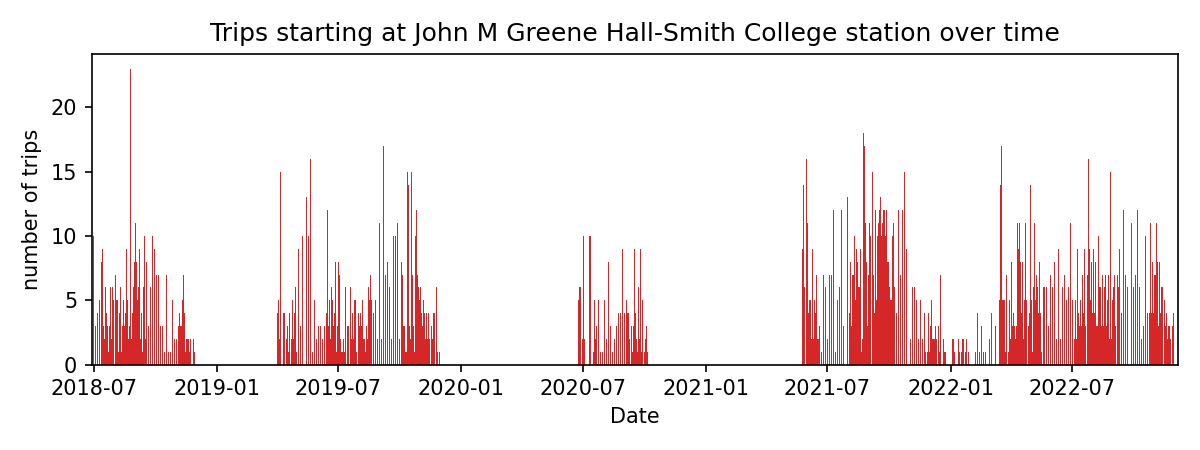 Trips starting at John M Greene Hall-Smith College station over time
number of trips
20
15
10
5
0
2018-07 2019-01 2019-07 2020-01 2020-07 2021-01 2021-07 2022-01 2022-07
Date